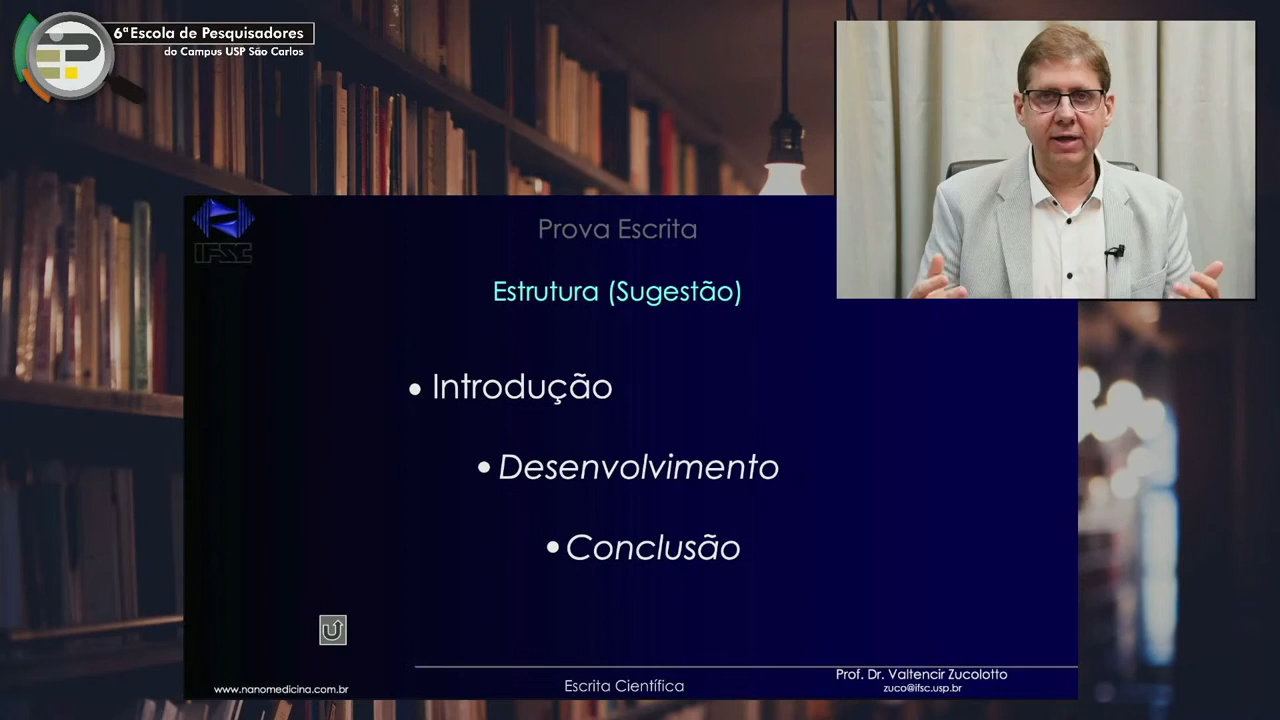 6ª Escola de Pesquisadores
do Campus USP São Carlos
EP
IFSC
Prova Escrita
Estrutura (Sugestão)
• Introdução
• Desenvolvimento
• Conclusão
www.nanomedicina.com.br
Escrita Científica
Prof. Dr. Valtencir Zucolotto
zuco@ifsc.usp.br